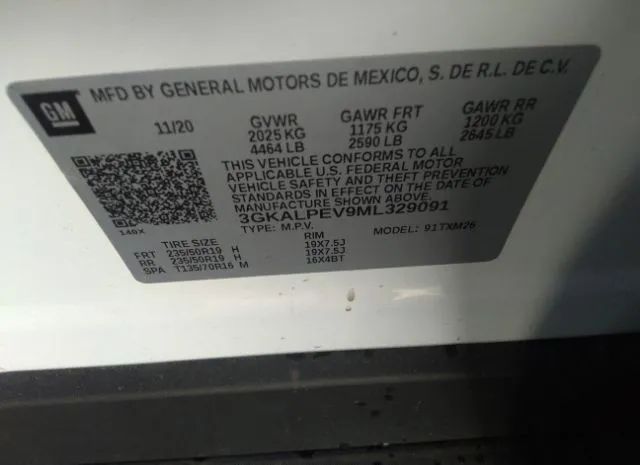 GM
MFD BY GENERAL MOTORS DE MEXICO, S. DE R.L. DE C.V.
11/20 GVWR GAWR FRT GAWR RR
2025 KG 1175 KG 1200 KG
4464 LB 2590 LB 2645 LB
THIS VEHICLE CONFORMS TO ALL
APPLICABLE U.S. FEDERAL MOTOR
VEHICLE SAFETY AND THEFT PREVENTION
STANDARDS IN EFFECT ON THE DATE OF
MANUFACTURE SHOWN ABOVE.
3GKALPEV9ML329091
149X TYPE: M.P.V. MODEL: 91TXM26
TIRE SIZE RIM
FRT 235/50R19 H 19X7.5J
RR 235/50R19 H 19X7.5J
SPA T135/70R16 M 16X4BT